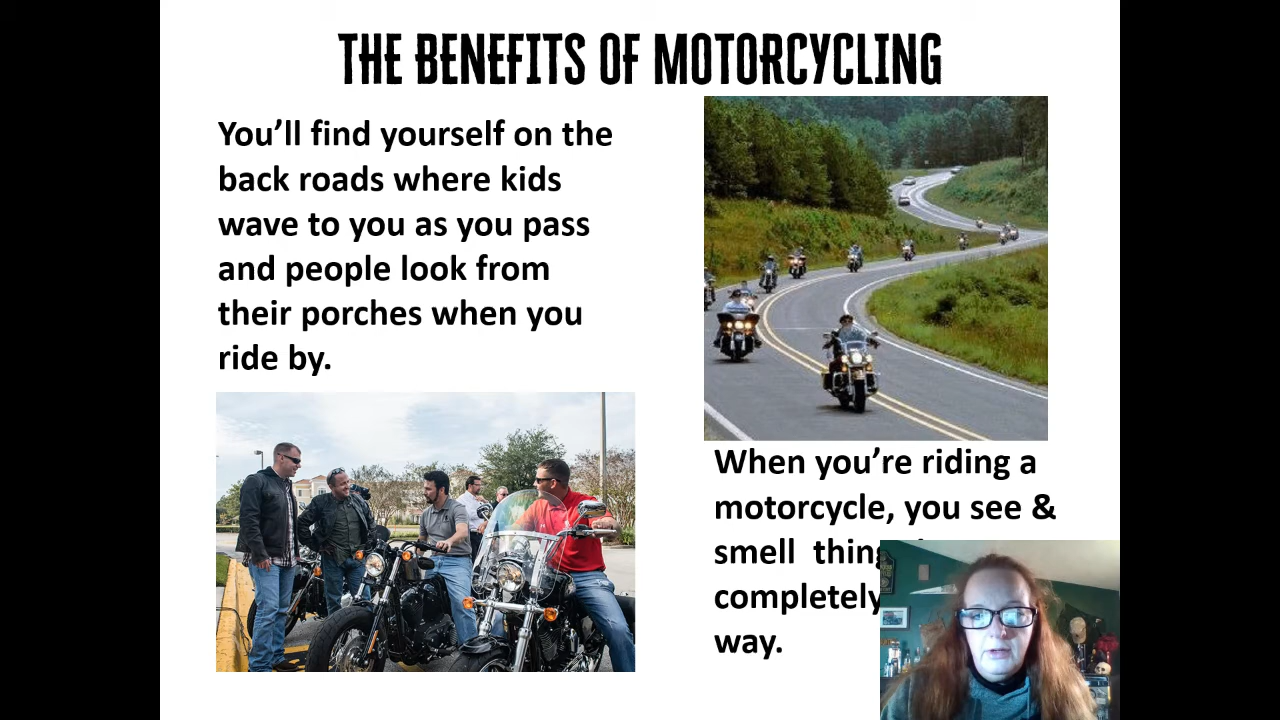 THE BENEFITS OF MOTORCYCLING
You'll find yourself on the
back roads where kids
wave to you as you pass
and people look from
their porches when you
ride by.
When you're riding a
motorcycle, you see &
smell
completely
way.